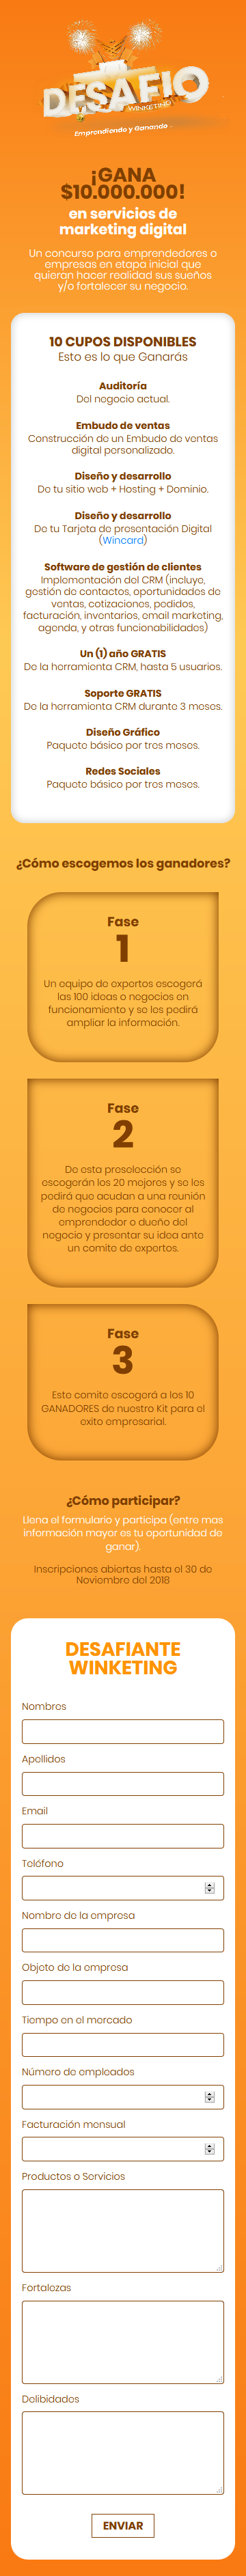 DESAFIO
WINKETING
Emprendiendo y Ganando
¡GANA
$10.000.000!
en servicios de
marketing digital
Un concurso para emprendedores o
empresas en etapa inicial que
quieran hacer realidad sus sueños
y/o fortalecer su negocio.
10 CUPOS DISPONIBLES
Esto es lo que Ganarás
Auditoría
Del negocio actual.
Embudo de ventas
Construcción de un Embudo de ventas
digital personalizado.
Diseño y desarrollo
De tu sitio web + Hosting + Dominio.
Diseño y desarrollo
De tu Tarjeta de presentación Digital
(Wincard)
Software de gestión de clientes
Implementación del CRM (incluye,
gestión de contactos, oportunidades de
ventas, cotizaciones, pedidos,
facturación, inventarios, email marketing,
agenda, y otras funcionabilidades)
Un (1) año GRATIS
De la herramienta CRM, hasta 5 usuarios.
Soporte GRATIS
De la herramienta CRM durante 3 meses.
Diseño Gráfico
Paquete básico por tres meses.
Redes Sociales
Paquete básico por tres meses.
¿Cómo escogemos los ganadores?
Fase
1
Un equipo de expertos escogerá
las 100 ideas o negocios en
funcionamiento y se les pedirá
ampliar la información.
Fase
2
De esta preselección se
escogerán los 20 mejores y se les
pedirá que acudan a una reunión
de negocios para conocer al
emprendedor o dueño del
negocio y presentar su idea ante
un comite de expertos.
Fase
3
Este comite escogerá a los 10
GANADORES de nuestro Kit para el
exito empresarial.
¿Cómo participar?
Llena el formulario y participa (entre mas
información mayor es tu oportunidad de
ganar).
Inscripciones abiertas hasta el 30 de
Noviembre del 2018
DESAFIANTE
WINKETING
Nombres
Apellidos
Email
Teléfono
Nombre de la empresa
Objeto de la empresa
Tiempo en el mercado
Número de empleados
Facturación mensual
Productos o Servicios
Fortalezas
Delibidades
ENVIAR